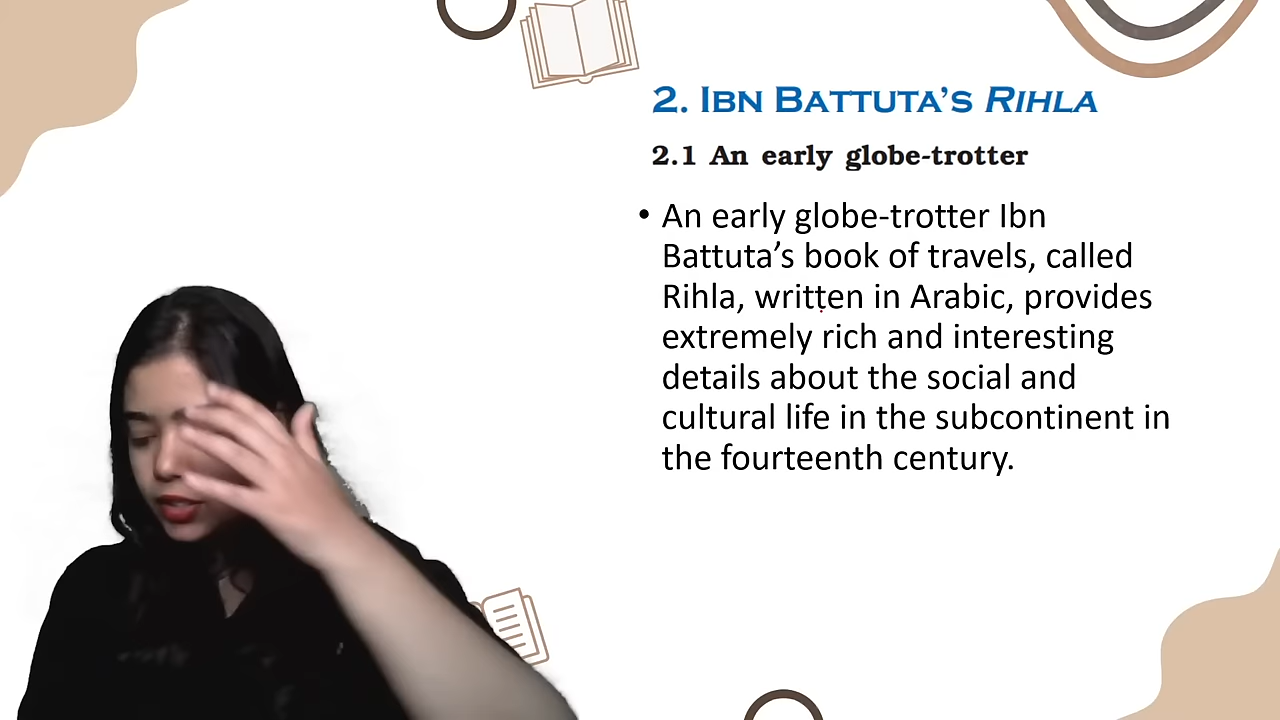 2. IBN BATTUTA'S RIHLA
2.1 An early globe-trotter
• An early globe-trotter Ibn
Battuta's book of travels, called
Rihla, written in Arabic, provides
extremely rich and interesting
details about the social and
cultural life in the subcontinent in
the fourteenth century.